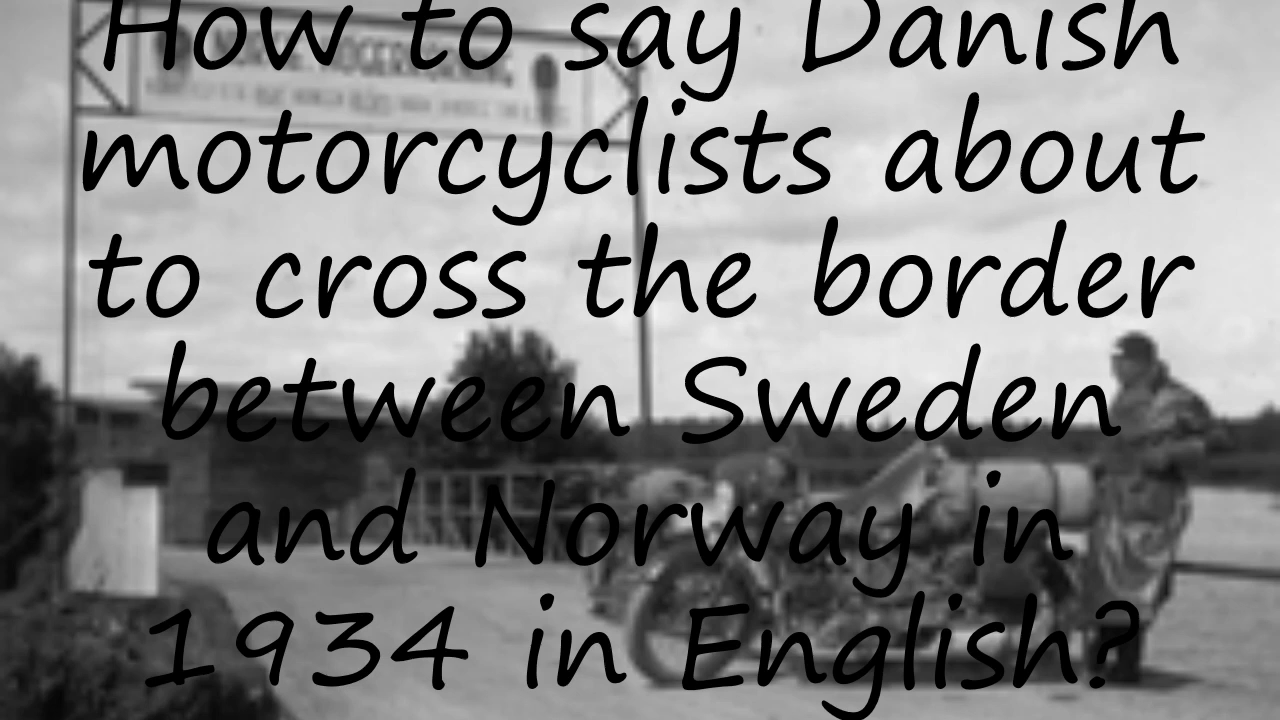 How to say Danish
motorcyclists about
to cross the border
between Sweden
and Norway in
1934 in English?